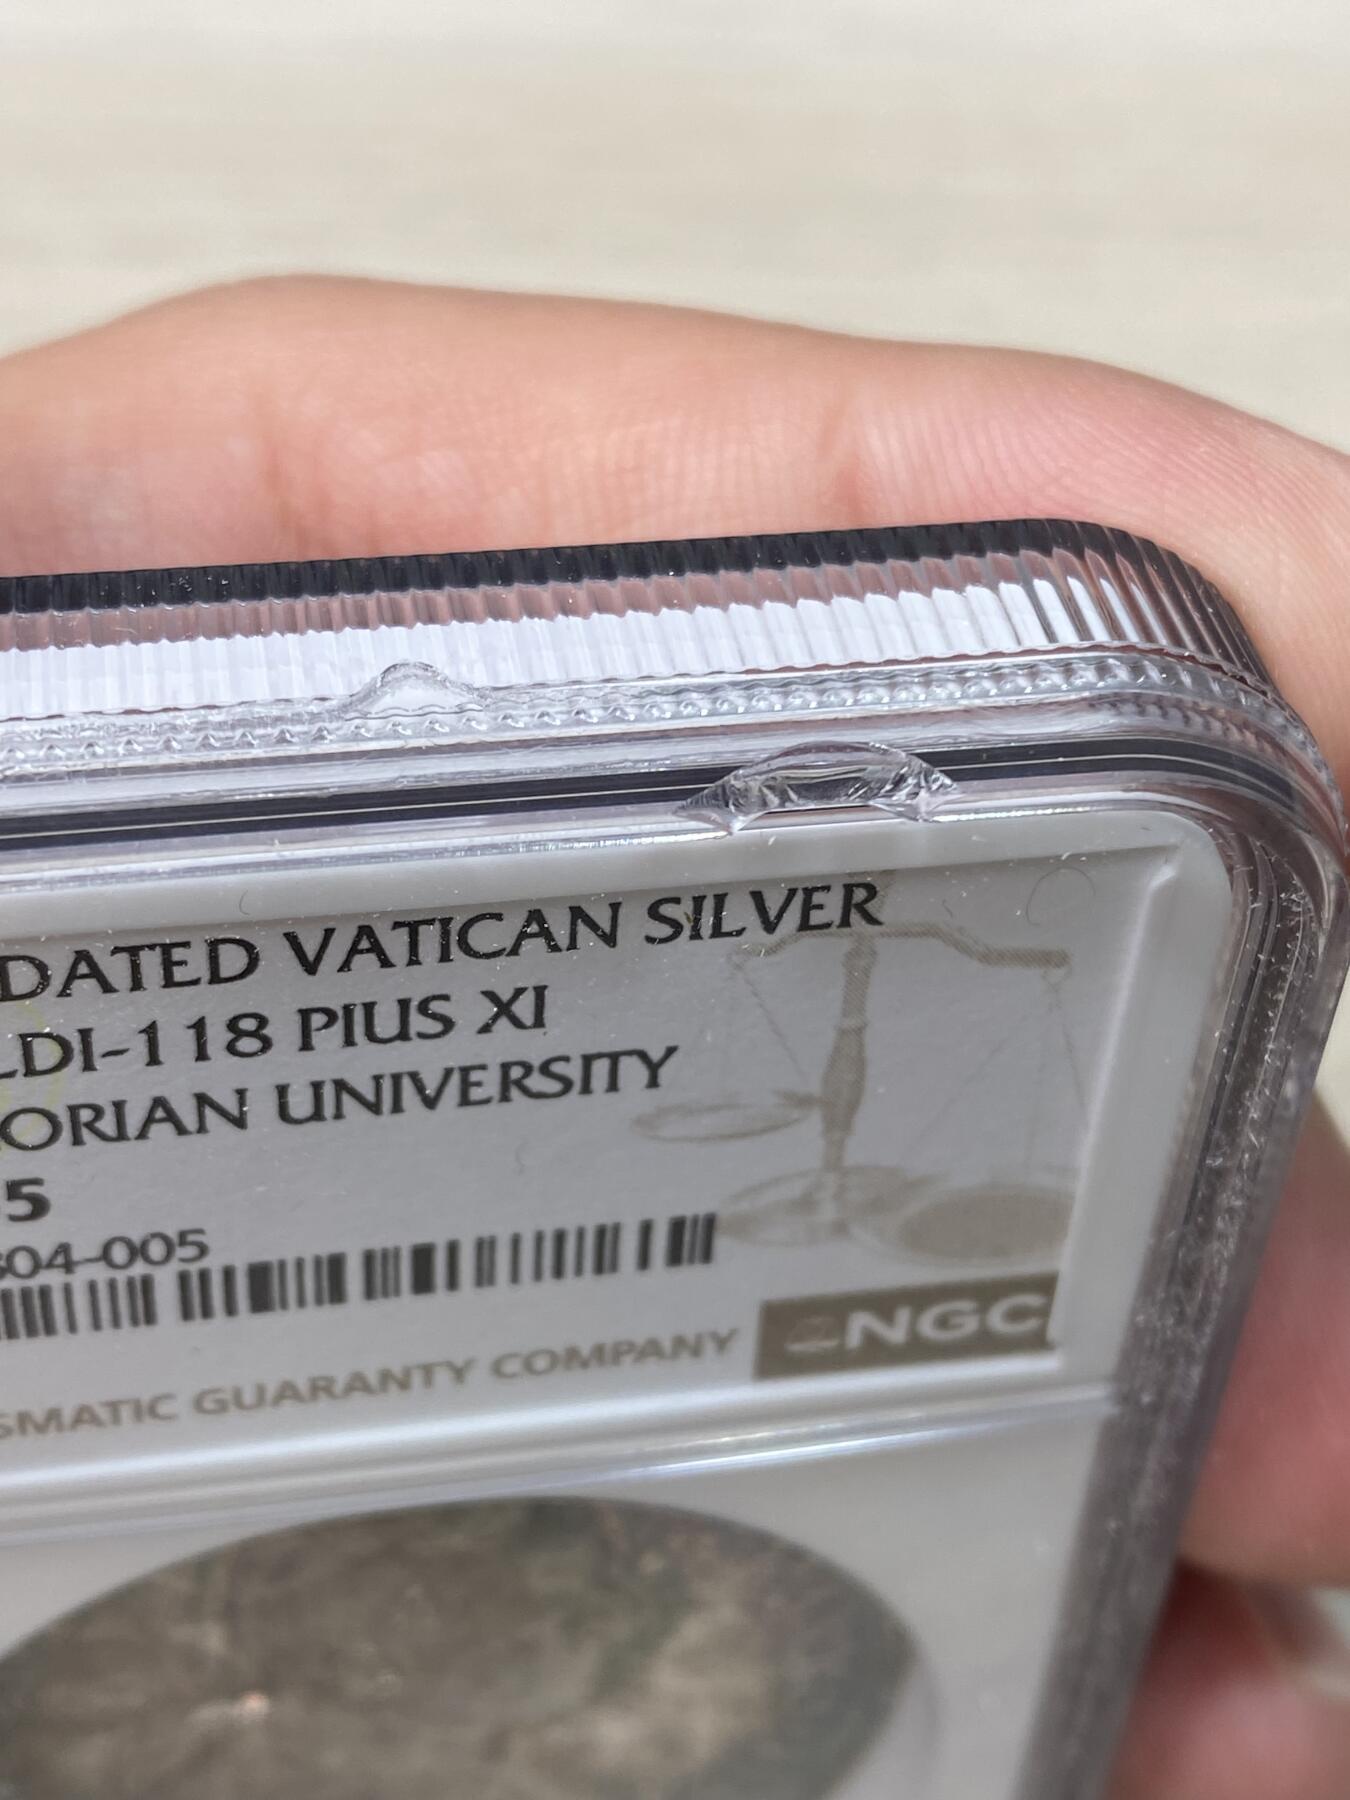 DATED VATICAN SILVER
LDI-118 PIUS XI
ORIAN UNIVERSITY
5
304-005
SMATIC GUARANTY COMPANY
NGC